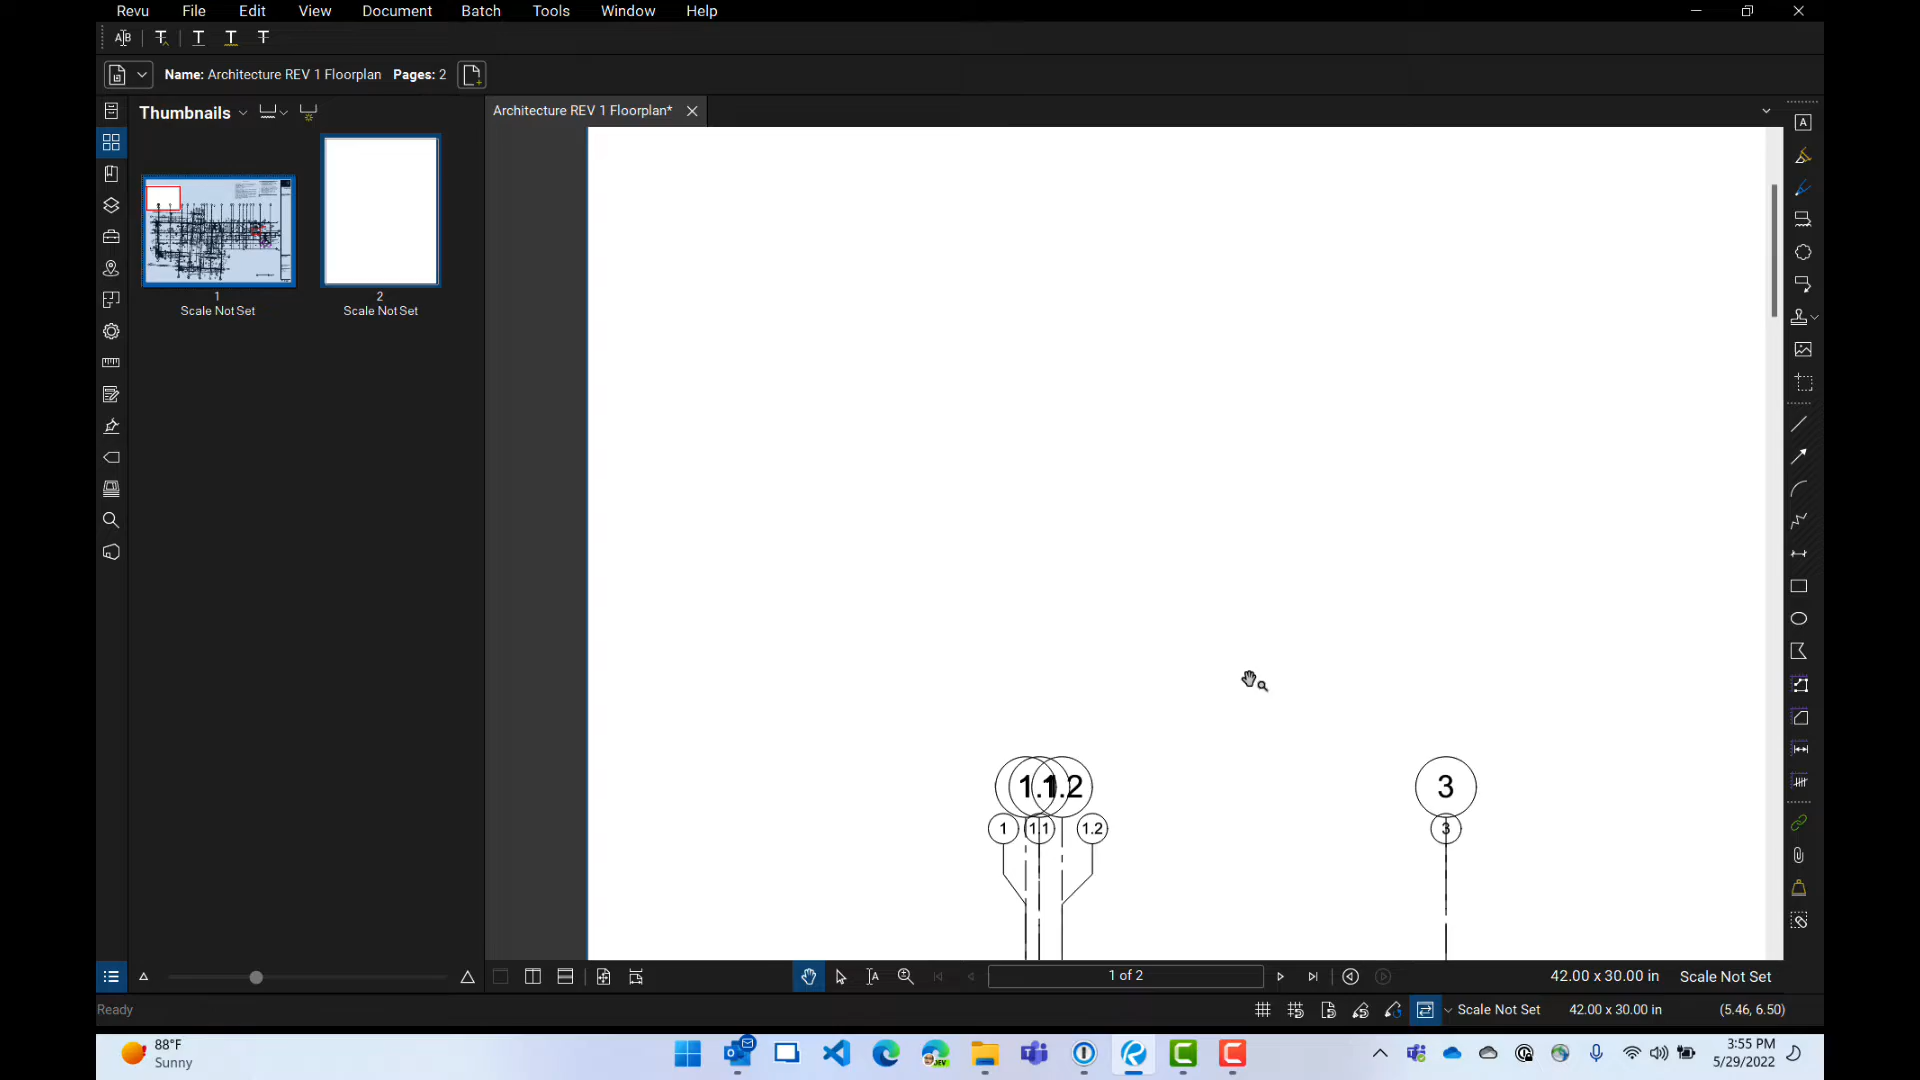 Revu File Edit View Document Batch Tools Window Help
Name: Architecture REV 1 Floorplan Pages: 2
Thumbnails
Architecture REV 1 Floorplan*
1
Scale Not Set
2
Scale Not Set
1.1 1.2
3
1 1.1 1.2
3
1 of 2
42.00 x 30.00 in Scale Not Set
Ready
Scale Not Set 42.00 x 30.00 in (5.46, 6.50)
88°F
Sunny
3:55 PM
5/29/2022